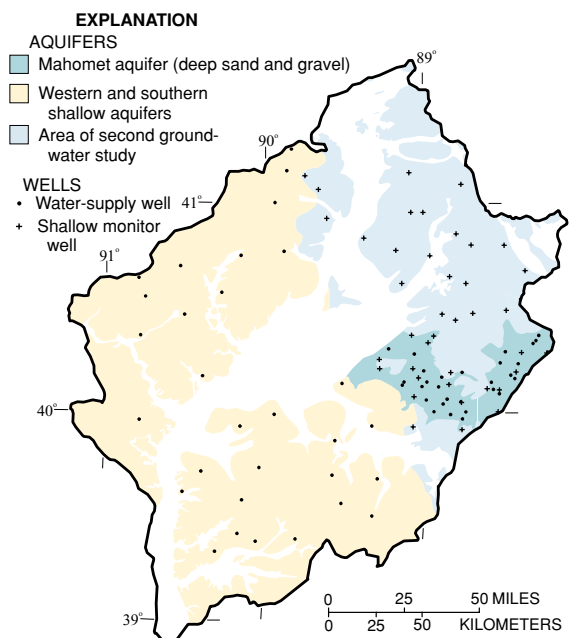 EXPLANATION
AQUIFERS
Mahomet aquifer (deep sand and gravel)
Western and southern
shallow aquifers
Area of second ground-
water study
WELLS
Water-supply well
Shallow monitor
well
89°
90°
41°
91°
40°
39°
0 25 50 MILES
0 25 50 KILOMETERS